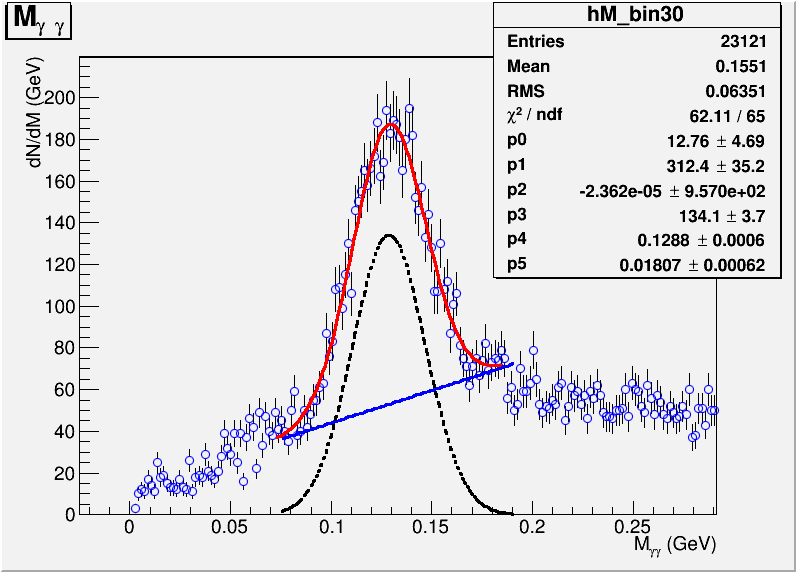 M_γ γ
hM_bin30
Entries 23121
Mean 0.1551
RMS 0.06351
χ² / ndf 62.11 / 65
p0 12.76 ± 4.69
p1 312.4 ± 35.2
p2 -2.362e-05 ± 9.570e+02
p3 134.1 ± 3.7
p4 0.1288 ± 0.0006
p5 0.01807 ± 0.00062
dN/dM (GeV)
200
180
160
140
120
100
80
60
40
20
0
0 0.05 0.1 0.15 0.2 0.25
M_γγ (GeV)